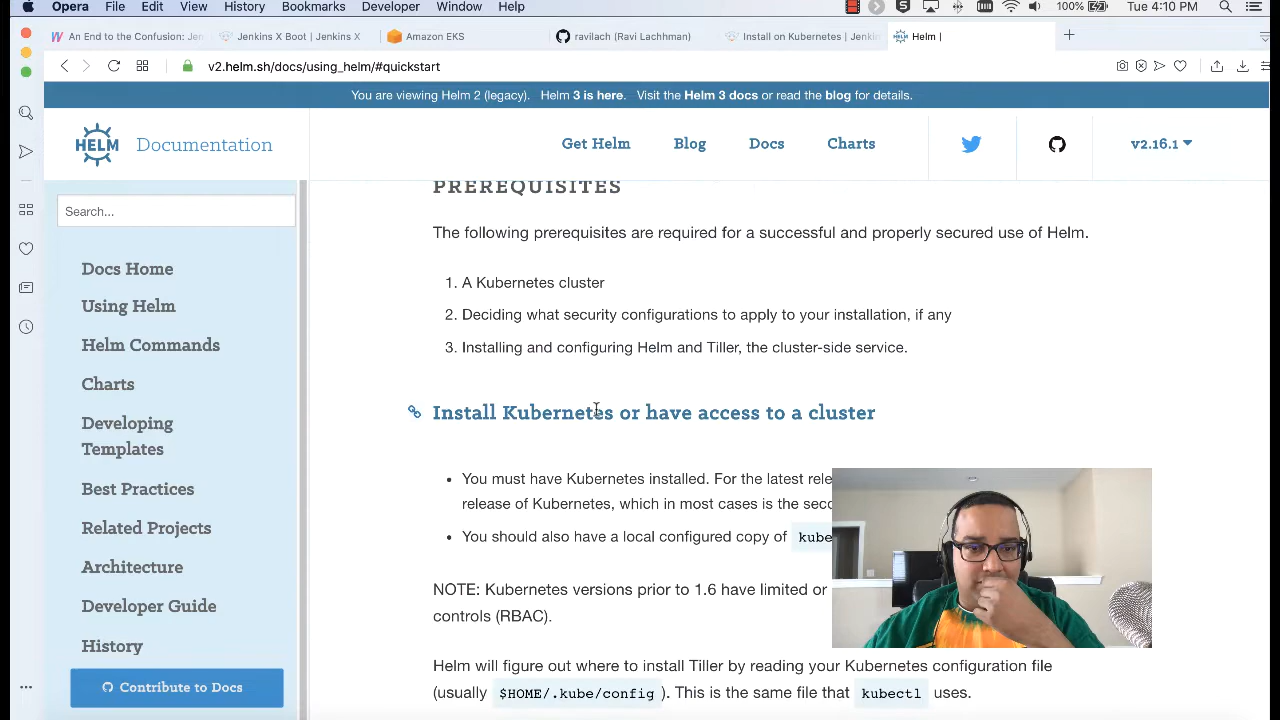 Opera File Edit View History Bookmarks Developer Window Help 100% Tue 4:10 PM
An End to the Confusion: Jen Jenkins X Boot | Jenkins X Amazon EKS ravilach (Ravi Lachhman) Install on Kubernetes | Jenki Helm |
v2.helm.sh/docs/using_helm/#quickstart
You are viewing Helm 2 (legacy). Helm 3 is here. Visit the Helm 3 docs or read the blog for details.
HELM Documentation Get Helm Blog Docs Charts v2.16.1
Search...
Docs Home
Using Helm
Helm Commands
Charts
Developing
Templates
Best Practices
Related Projects
Architecture
Developer Guide
History
Contribute to Docs
PREREQUISITES
The following prerequisites are required for a successful and properly secured use of Helm.
1. A Kubernetes cluster
2. Deciding what security configurations to apply to your installation, if any
3. Installing and configuring Helm and Tiller, the cluster-side service.
Install Kubernetes or have access to a cluster
• You must have Kubernetes installed. For the latest rele
release of Kubernetes, which in most cases is the seco
• You should also have a local configured copy of kube
NOTE: Kubernetes versions prior to 1.6 have limited or
controls (RBAC).
Helm will figure out where to install Tiller by reading your Kubernetes configuration file
(usually $HOME/.kube/config ). This is the same file that kubectl uses.